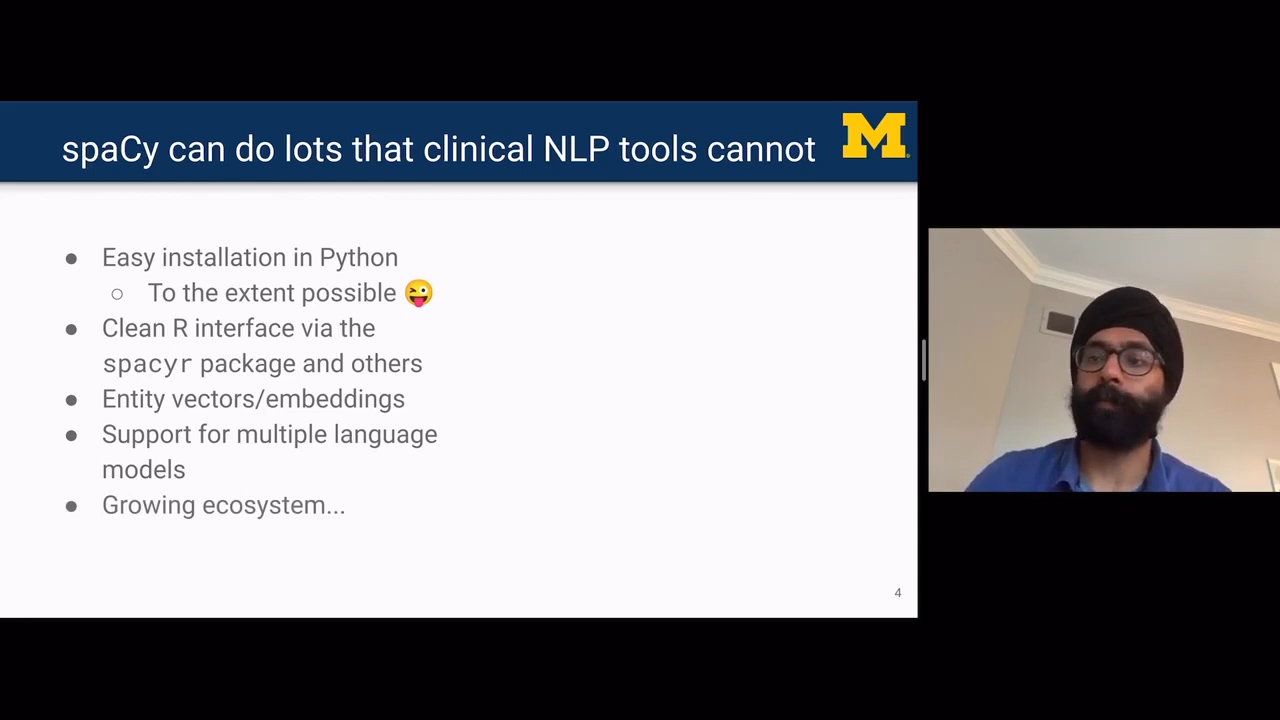 spaCy can do lots that clinical NLP tools cannot
M
● Easy installation in Python
○ To the extent possible 😜
● Clean R interface via the
spacyr package and others
● Entity vectors/embeddings
● Support for multiple language
models
● Growing ecosystem...
4